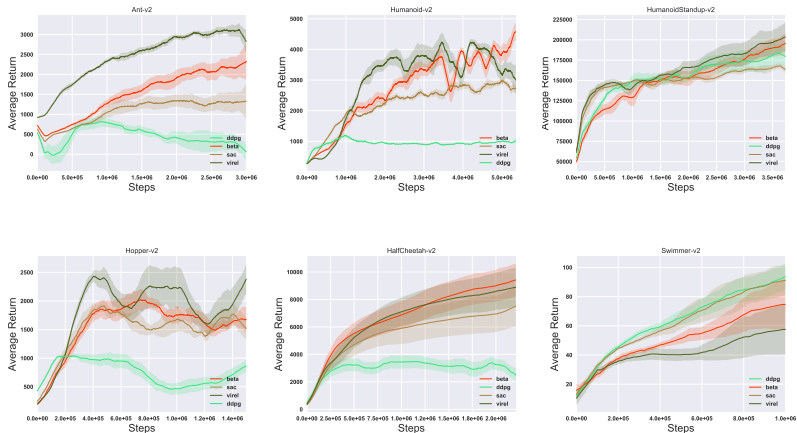 Ant-v2
Average Return
3000
2500
2000
1500
1000
500
0
ddpg
beta
sac
virel
0.0e+00 5.0e+05 1.0e+06 1.5e+06 2.0e+06 2.5e+06 3.0e+06
Steps
Humanoid-v2
Average Return
5000
4000
3000
2000
1000
beta
sac
virel
ddpg
0.0e+00 1.0e+06 2.0e+06 3.0e+06 4.0e+06 5.0e+06
Steps
HumanoidStandup-v2
Average Return
225000
200000
175000
150000
125000
100000
75000
50000
beta
ddpg
sac
virel
0.0e+00 5.0e+05 1.0e+06 1.5e+06 2.0e+06 2.5e+06 3.0e+06 3.5e+06
Steps
Hopper-v2
Average Return
2500
2000
1500
1000
500
0
beta
sac
virel
ddpg
0.0e+00 2.0e+05 4.0e+05 6.0e+05 8.0e+05 1.0e+06 1.2e+06 1.4e+06
Steps
HalfCheetah-v2
Average Return
10000
8000
6000
4000
2000
0
beta
ddpg
sac
virel
0.0e+00 2.5e+05 5.0e+05 7.5e+05 1.0e+06 1.2e+06 1.5e+06 1.8e+06 2.0e+06
Steps
Swimmer-v2
Average Return
100
80
60
40
20
ddpg
beta
sac
virel
0.0e+00 2.0e+05 4.0e+05 6.0e+05 8.0e+05 1.0e+06
Steps